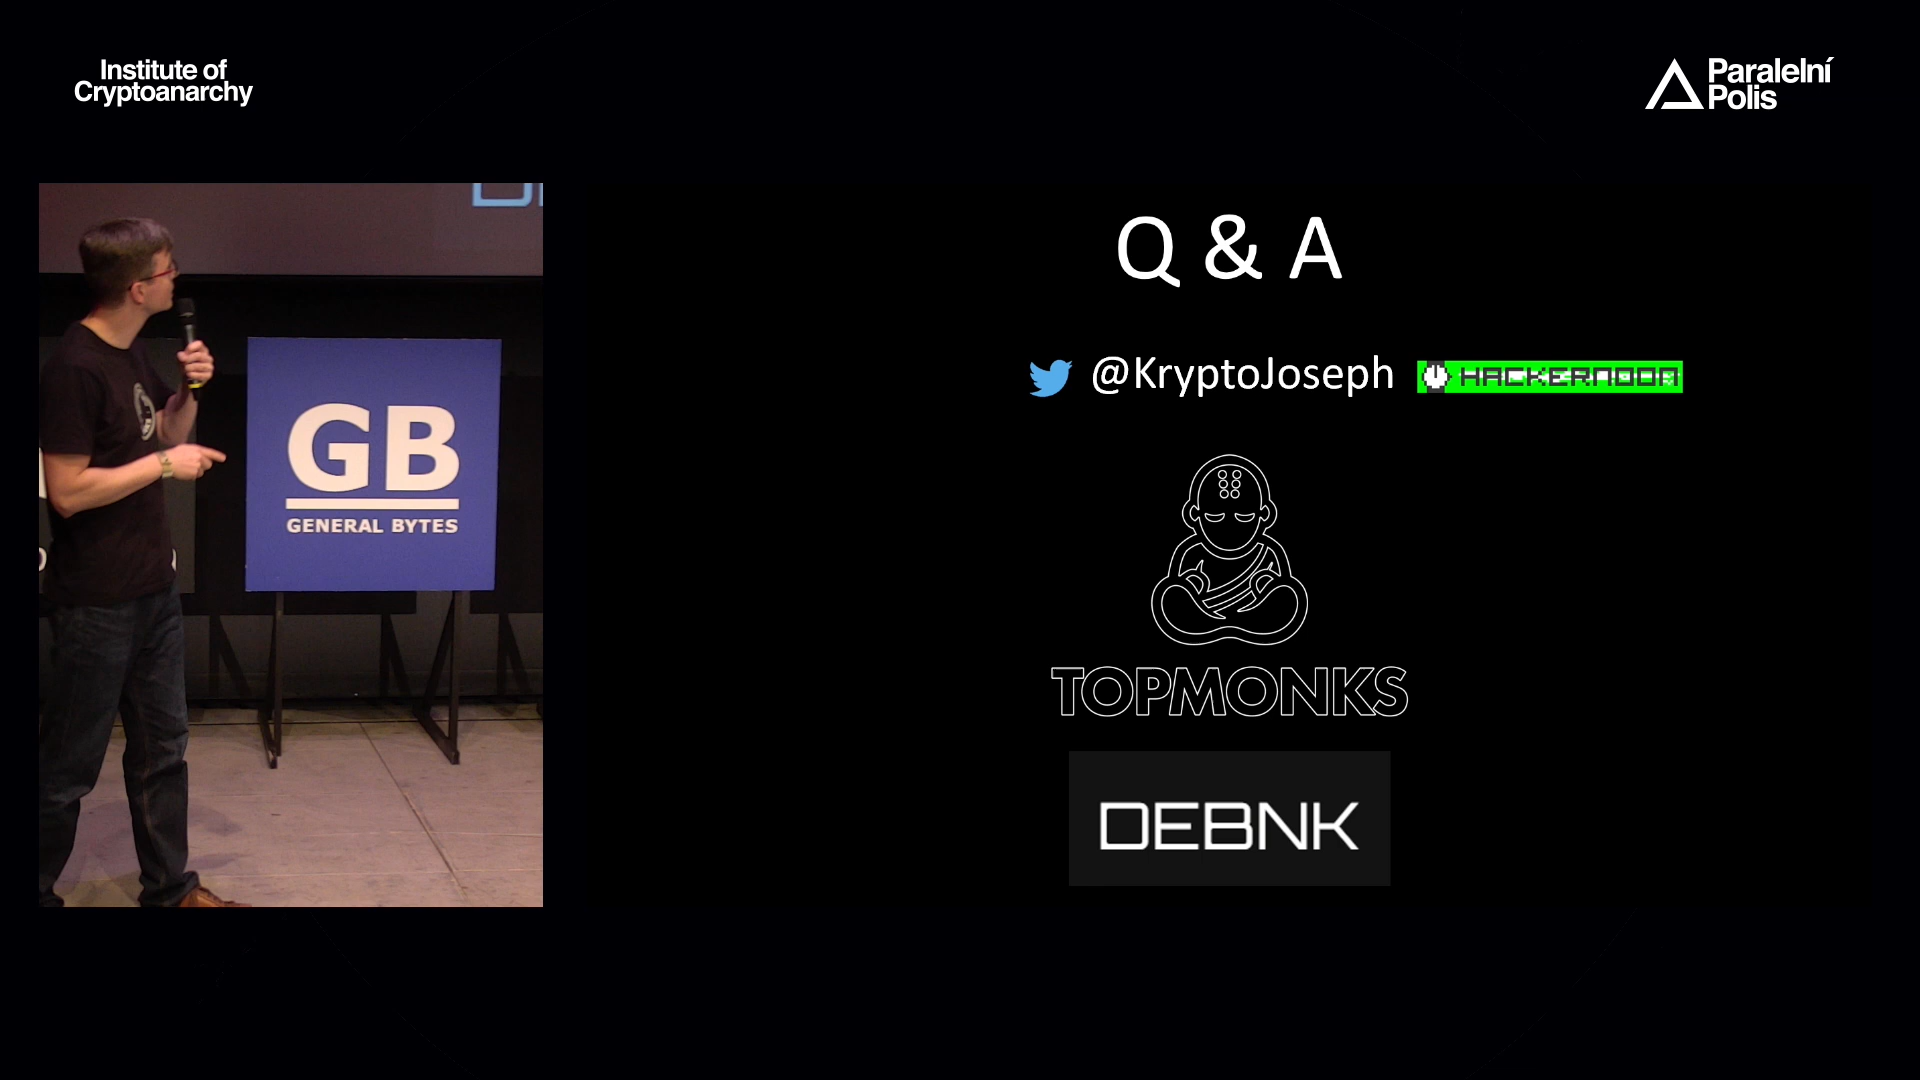 Institute of
Cryptoanarchy
Paralelní
Polis
GB
GENERAL BYTES
Q & A
@KryptoJoseph
HACKERNOON
TOPMONKS
DEBNK